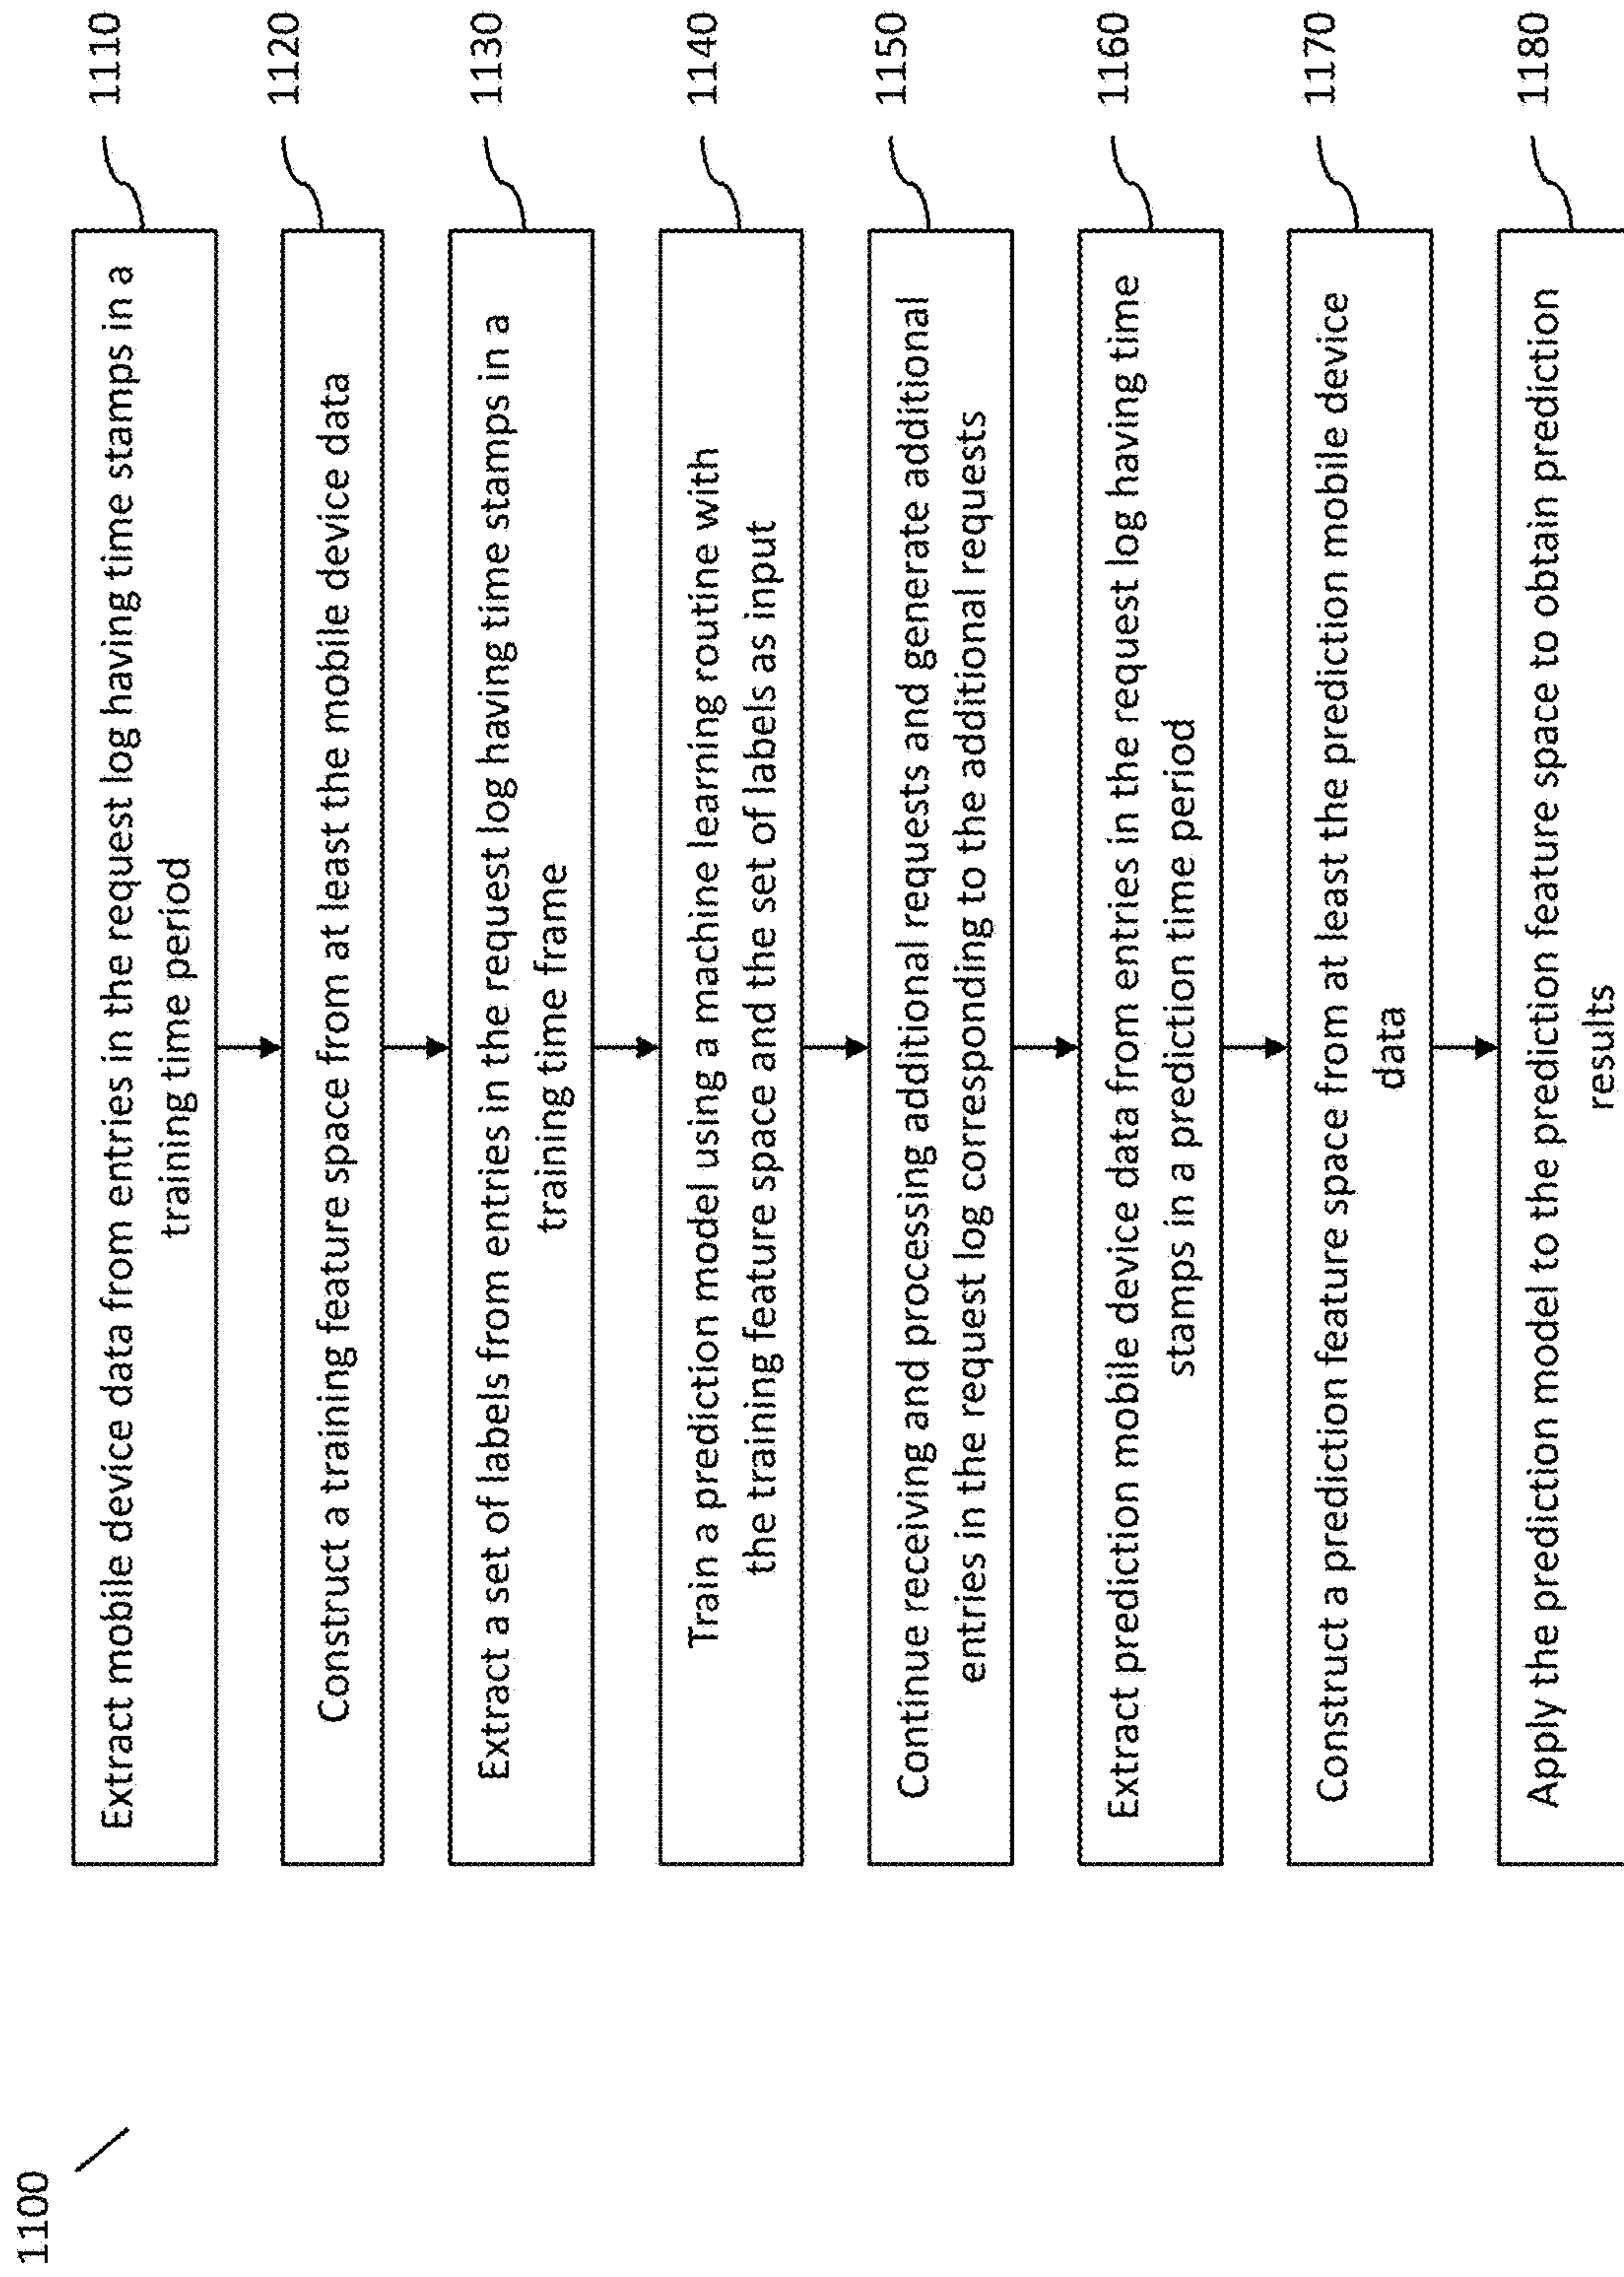 1100
Extract mobile device data from entries in the request log having time stamps in a
training time period
1110
Construct a training feature space from at least the mobile device data
1120
Extract a set of labels from entries in the request log having time stamps in a
training time frame
1130
Train a prediction model using a machine learning routine with
the training feature space and the set of labels as input
1140
Continue receiving and processing additional requests and generate additional
entries in the request log corresponding to the additional requests
1150
Extract prediction mobile device data from entries in the request log having time
stamps in a prediction time period
1160
Construct a prediction feature space from at least the prediction mobile device
data
1170
Apply the prediction model to the prediction feature space to obtain prediction
results
1180